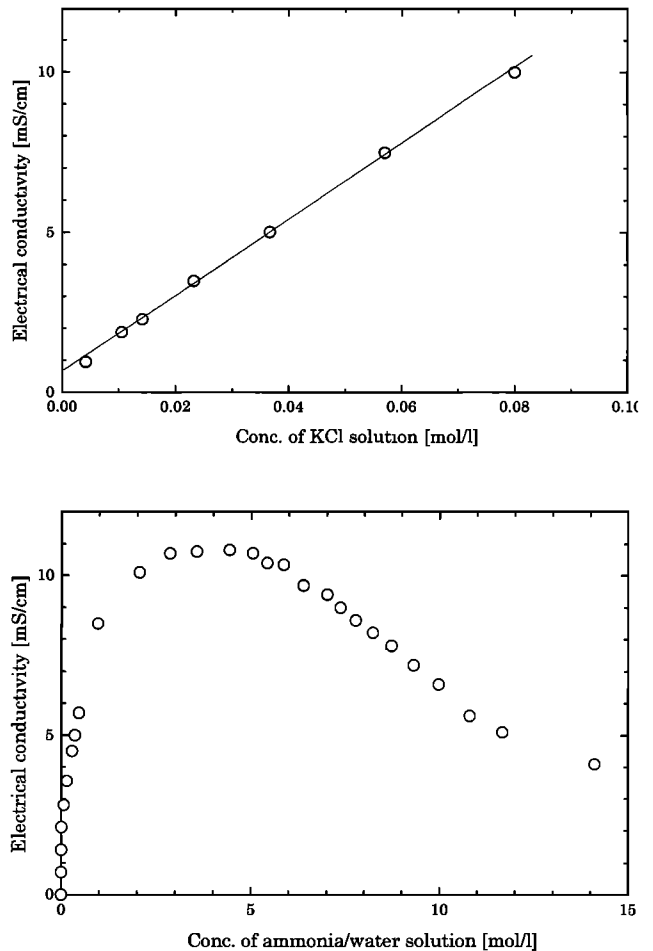 Electrical conductivity [mS/cm]
10
5
0
0.00 0.02 0.04 0.06 0.08 0.10
Conc. of KCl solution [mol/l]
Electrical conductivity [mS/cm]
10
5
0
0 5 10 15
Conc. of ammonia/water solution [mol/l]